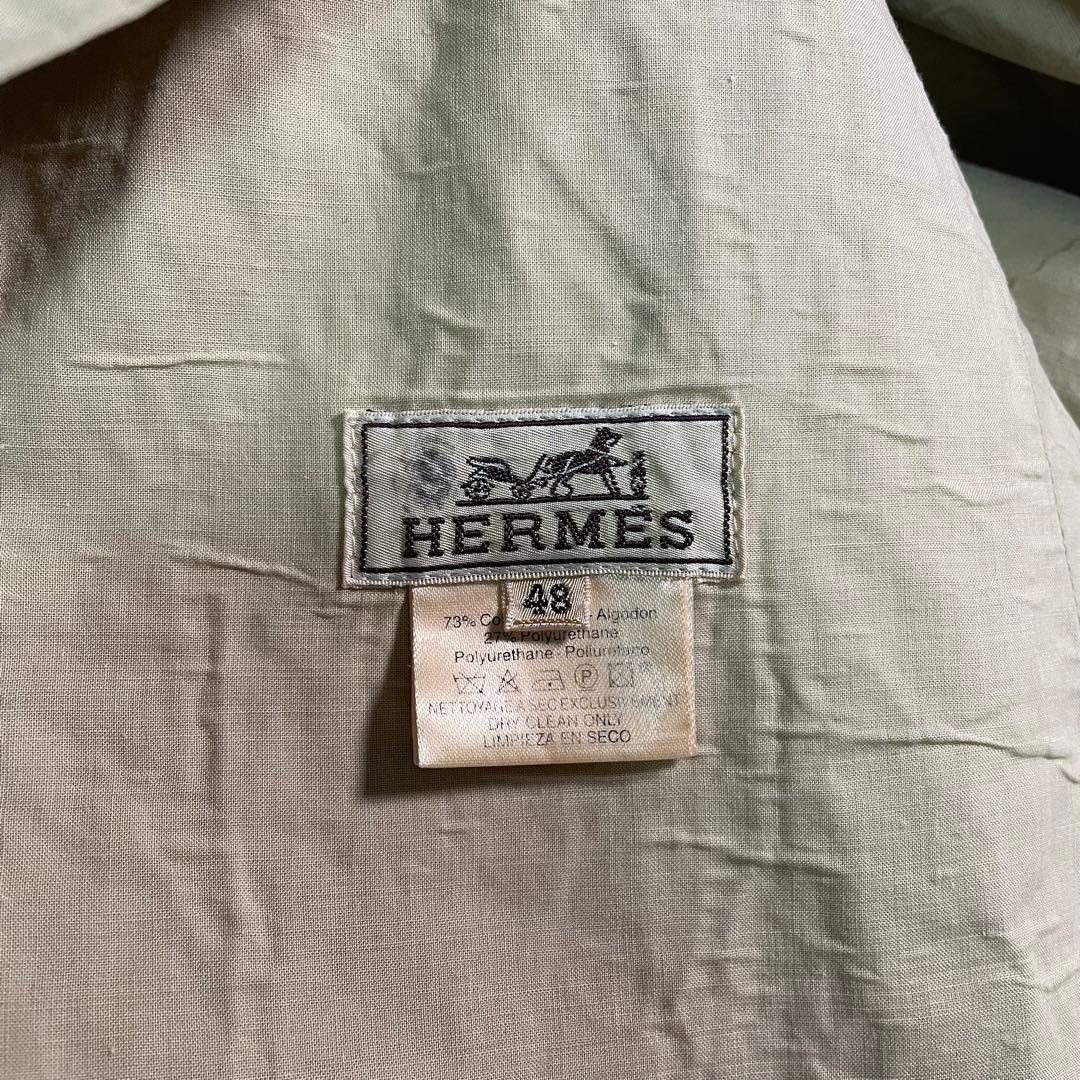 HERMÈS
48
73% Co - Algodon
27% Polyurethane
Polyurethane - Poliuretano
P
NETTOYAGE A SEC EXCLUSIVEMENT
DRY CLEAN ONLY
LIMPIEZA EN SECO